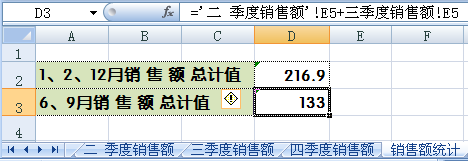 D3 fx ='二 季度销售额'!E5+三季度销售额!E5
A B C D E F
1
2 1、2、12月销 售 额 总计值 216.9
3 6、9月销 售 额 总计值 133
4
二 季度销售额 三季度销售额 四季度销售额 销售额统计